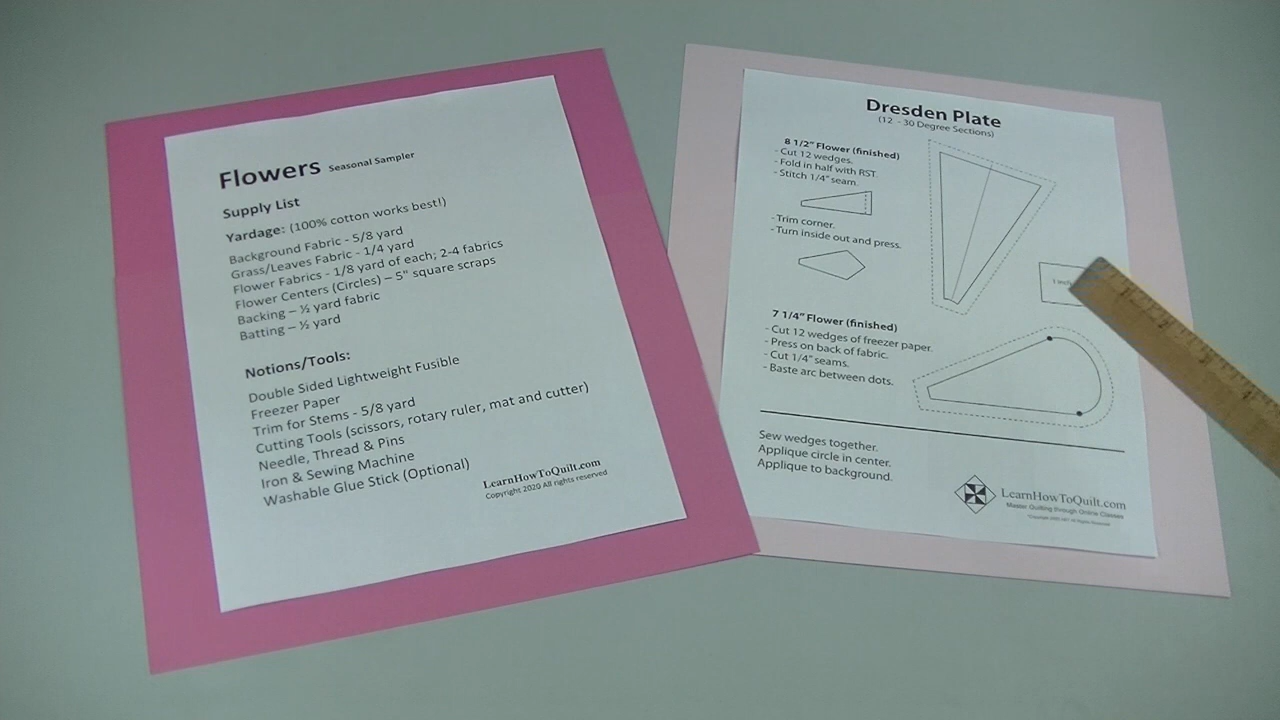 Flowers Seasonal Sampler
Supply List
Yardage: (100% cotton works best!)
Background Fabric - 5/8 yard
Grass/Leaves Fabric - 1/4 yard
Flower Fabrics - 1/8 yard of each; 2-4 fabrics
Flower Centers (Circles) – 5" square scraps
Backing – ½ yard fabric
Batting – ½ yard
Notions/Tools:
Double Sided Lightweight Fusible
Freezer Paper
Trim for Stems - 5/8 yard
Cutting Tools (scissors, rotary ruler, mat and cutter)
Needle, Thread & Pins
Iron & Sewing Machine
Washable Glue Stick (Optional)
LearnHowToQuilt.com
Copyright 2020 All rights reserved
Dresden Plate
(12 - 30 Degree Sections)
8 1/2" Flower (finished)
- Cut 12 wedges.
- Fold in half with RST.
- Stitch 1/4" seam.
- Trim corner.
- Turn inside out and press.
1 inch
7 1/4" Flower (finished)
- Cut 12 wedges of freezer paper.
- Press on back of fabric.
- Cut 1/4" seams.
- Baste arc between dots.
Sew wedges together.
Applique circle in center.
Applique to background.
LearnHowToQuilt.com
Master Quilting through Online Classes